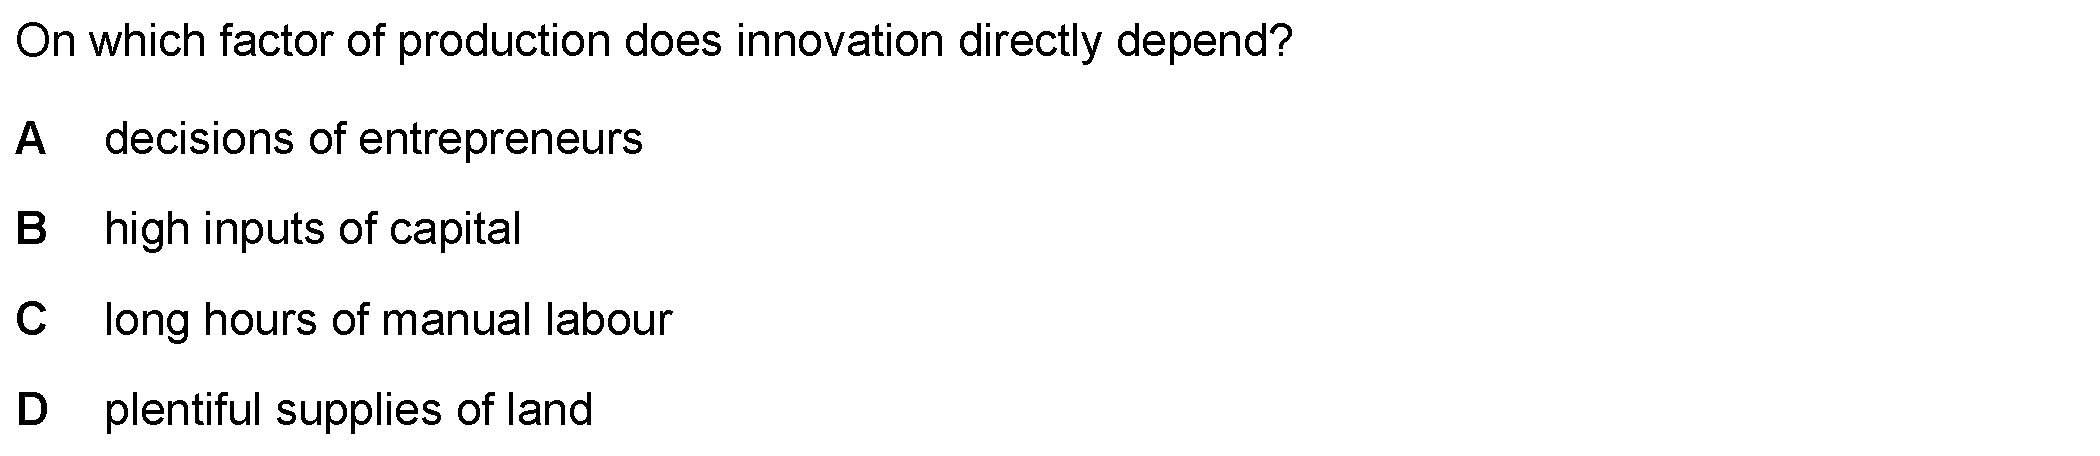 On which factor of production does innovation directly depend?
A decisions of entrepreneurs
B high inputs of capital
C long hours of manual labour
D plentiful supplies of land